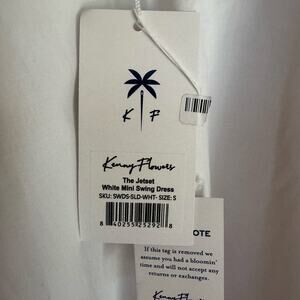 K F
Kenny Flowers
The Jetset
White Mini Swing Dress
SKU: SWDS-SLD-WHT- SIZE: S
8 40255 25292 8
OTE
If this tag is removed we
assume you had a bloomin'
time and will not accept any
returns or exchanges.
Kenny Flowers